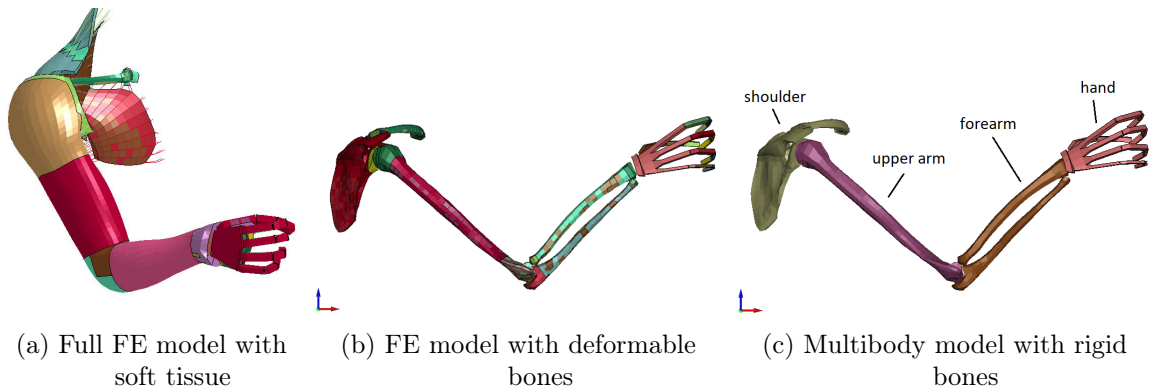 shoulder
upper arm
forearm
hand
(a) Full FE model with
soft tissue
(b) FE model with deformable
bones
(c) Multibody model with rigid
bones